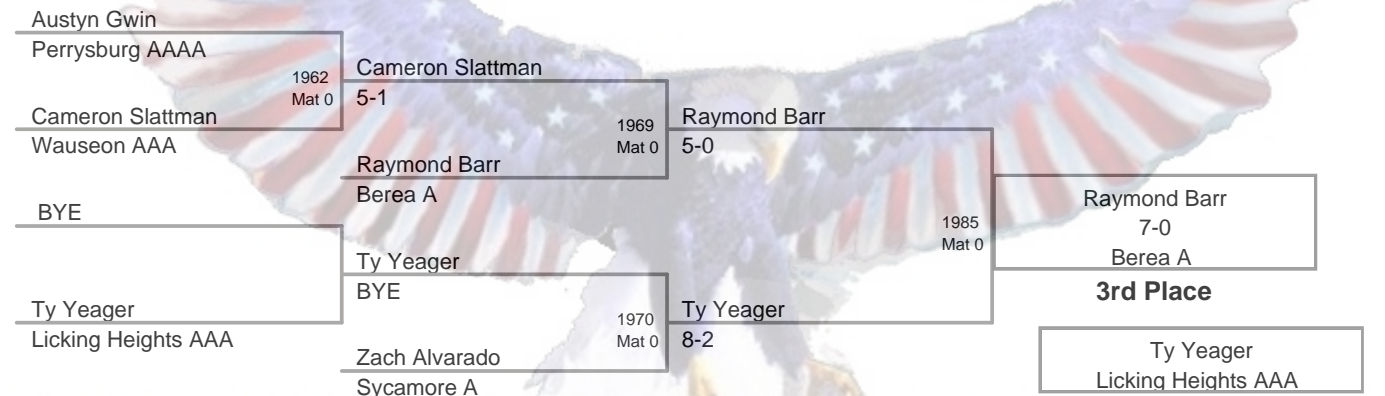 Austyn Gwin
Perrysburg AAAA
1962
Mat 0
Cameron Slattman
5-1
Cameron Slattman
Wauseon AAA
1969
Mat 0
Raymond Barr
5-0
Raymond Barr
Berea A
BYE
1985
Mat 0
Raymond Barr
7-0
Berea A
3rd Place
Ty Yeager
BYE
Ty Yeager
Licking Heights AAA
1970
Mat 0
Ty Yeager
8-2
Zach Alvarado
Sycamore A
Ty Yeager
Licking Heights AAA